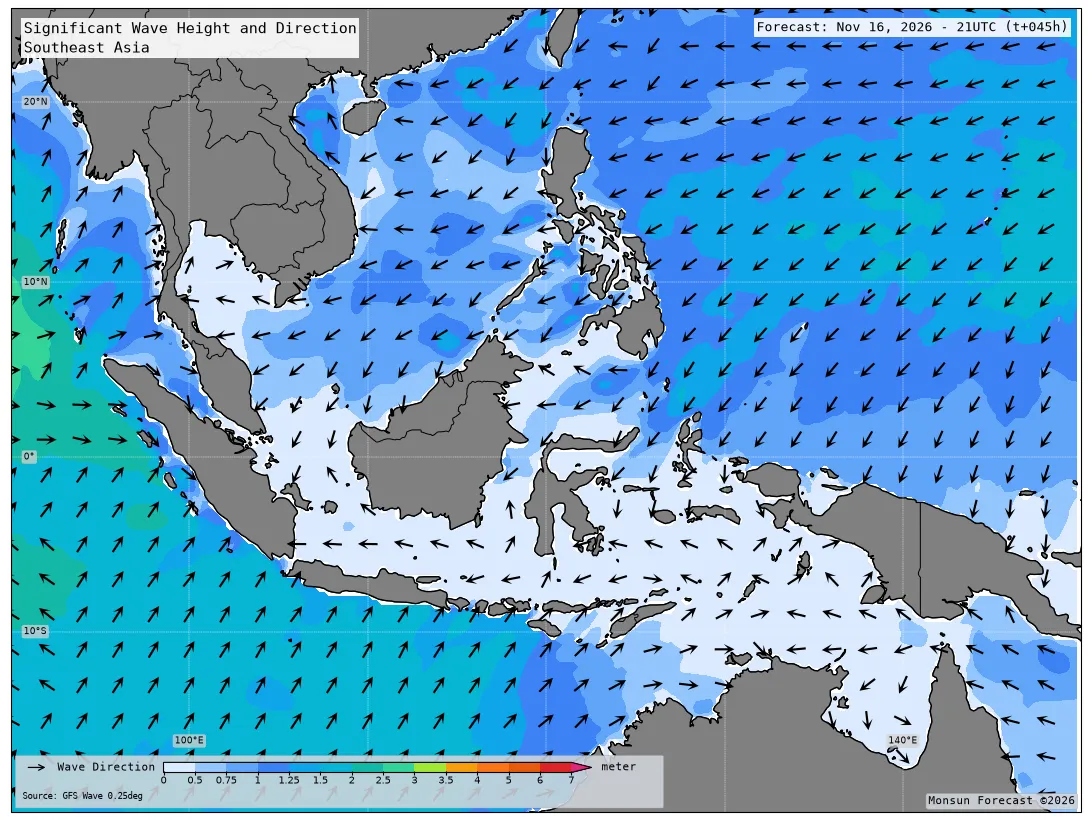 Significant Wave Height and Direction
Southeast Asia
Forecast: Nov 16, 2026 - 21UTC (t+045h)
20°N
10°N
0°
10°S
100°E
140°E
Wave Direction
meter
0 0.5 0.75 1 1.25 1.5 2 2.5 3 3.5 4 5 6 7
Source: GFS Wave 0.25deg
Monsun Forecast ©2026